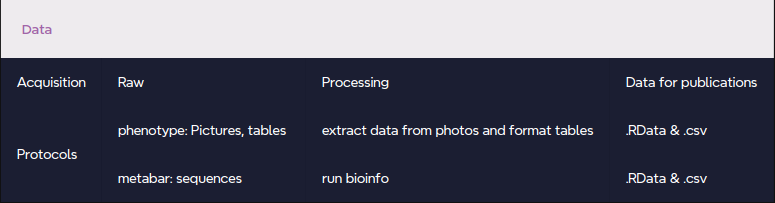 Data
Acquisition Raw Processing Data for publications
phenotype: Pictures, tables extract data from photos and format tables .RData & .csv
Protocols
metabar: sequences run bioinfo .RData & .csv